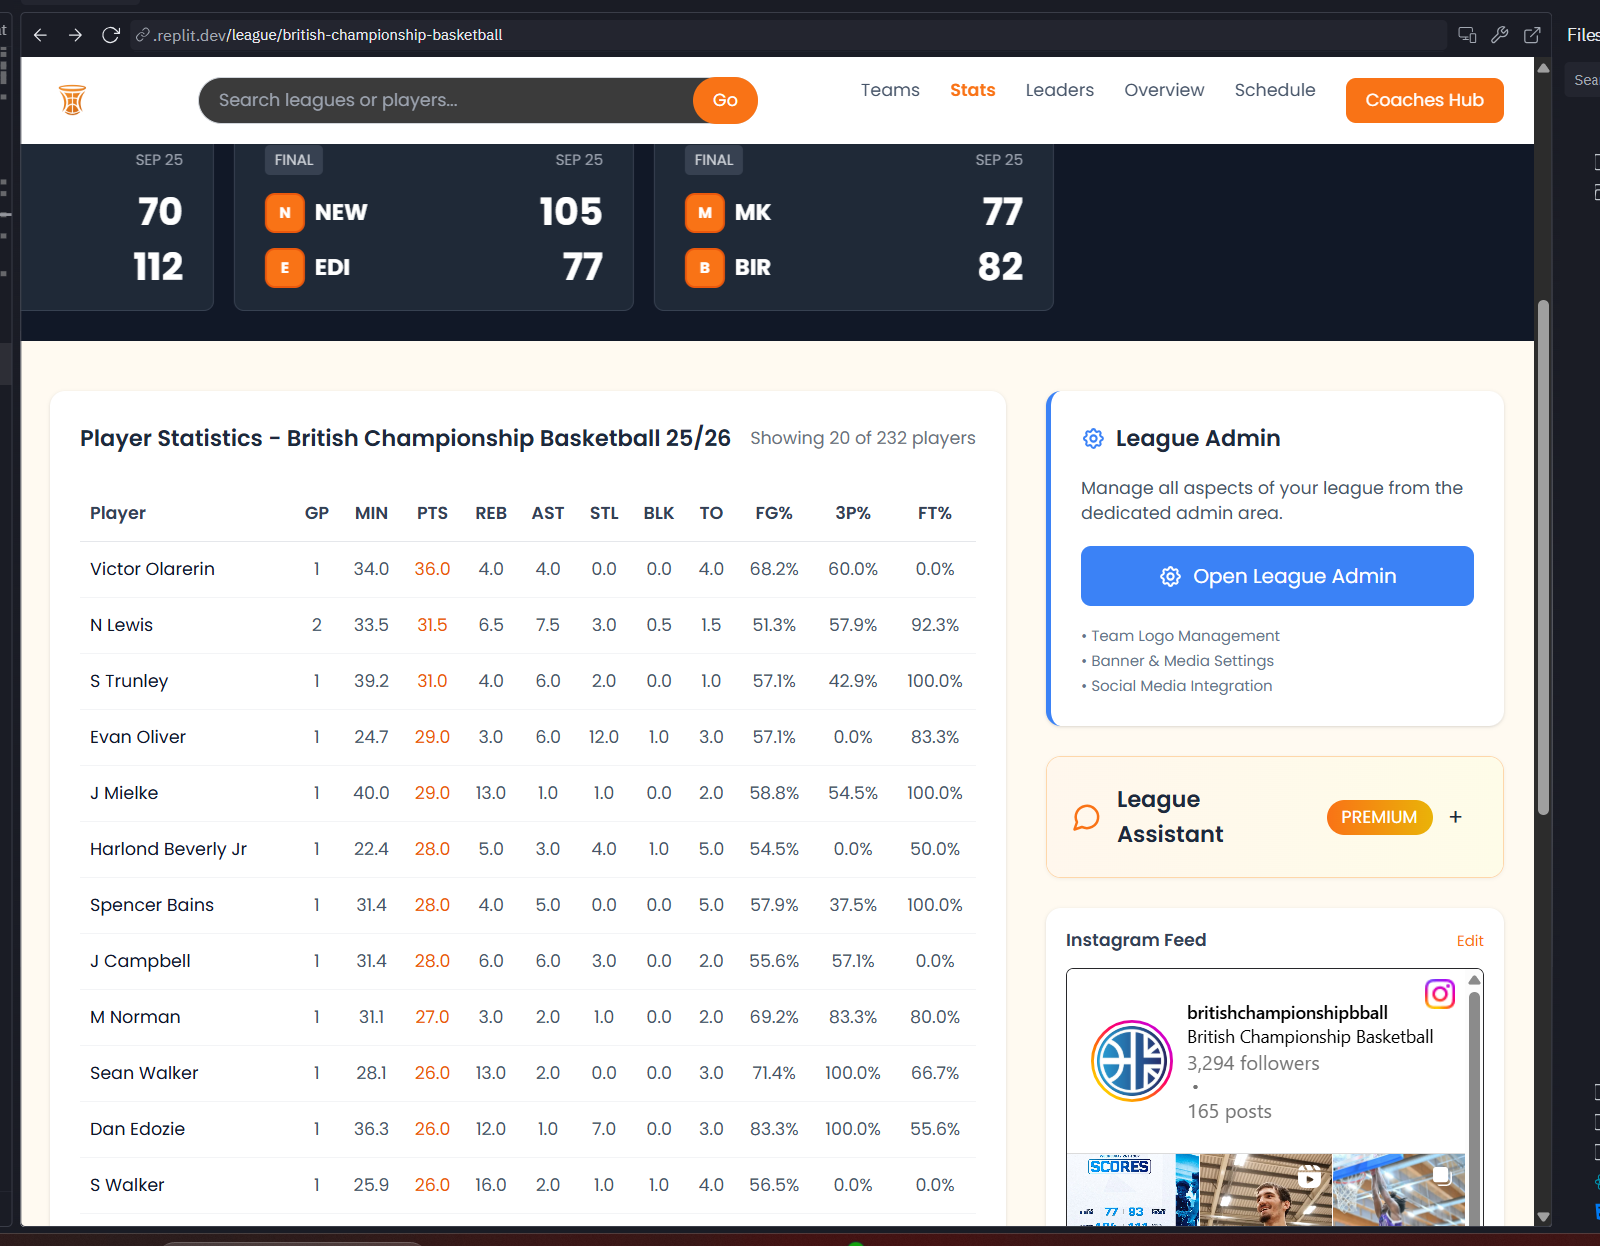 .replit.dev/league/british-championship-basketball
Files
Search leagues or players...
Go
Teams
Stats
Leaders
Overview
Schedule
Coaches Hub
SEP 25
70
112
FINAL
SEP 25
N NEW 105
E EDI 77
FINAL
SEP 25
M MK 77
B BIR 82
Player Statistics - British Championship Basketball 25/26
Showing 20 of 232 players
Player GP MIN PTS REB AST STL BLK TO FG% 3P% FT%
Victor Olarerin 1 34.0 36.0 4.0 4.0 0.0 0.0 4.0 68.2% 60.0% 0.0%
N Lewis 2 33.5 31.5 6.5 7.5 3.0 0.5 1.5 51.3% 57.9% 92.3%
S Trunley 1 39.2 31.0 4.0 6.0 2.0 0.0 1.0 57.1% 42.9% 100.0%
Evan Oliver 1 24.7 29.0 3.0 6.0 12.0 1.0 3.0 57.1% 0.0% 83.3%
J Mielke 1 40.0 29.0 13.0 1.0 1.0 0.0 2.0 58.8% 54.5% 100.0%
Harlond Beverly Jr 1 22.4 28.0 5.0 3.0 4.0 1.0 5.0 54.5% 0.0% 50.0%
Spencer Bains 1 31.4 28.0 4.0 5.0 0.0 0.0 5.0 57.9% 37.5% 100.0%
J Campbell 1 31.4 28.0 6.0 6.0 3.0 0.0 2.0 55.6% 57.1% 0.0%
M Norman 1 31.1 27.0 3.0 2.0 1.0 0.0 2.0 69.2% 83.3% 80.0%
Sean Walker 1 28.1 26.0 13.0 2.0 0.0 0.0 3.0 71.4% 100.0% 66.7%
Dan Edozie 1 36.3 26.0 12.0 1.0 7.0 0.0 3.0 83.3% 100.0% 55.6%
S Walker 1 25.9 26.0 16.0 2.0 1.0 1.0 4.0 56.5% 0.0% 0.0%
League Admin
Manage all aspects of your league from the
dedicated admin area.
Open League Admin
• Team Logo Management
• Banner & Media Settings
• Social Media Integration
League
Assistant
PREMIUM
+
Instagram Feed
Edit
britishchampionshipbball
British Championship Basketball
3,294 followers
•
165 posts
SCORES
77 83